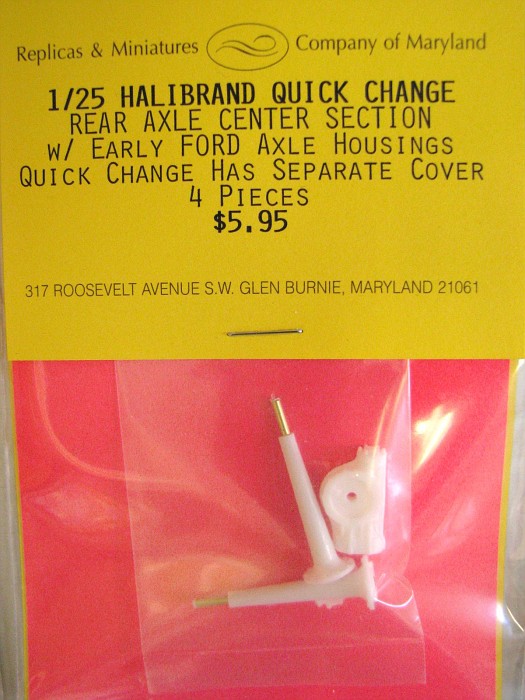 Replicas & Miniatures Company of Maryland
1/25 HALIBRAND QUICK CHANGE
REAR AXLE CENTER SECTION
W/ EARLY FORD AXLE HOUSINGS
QUICK CHANGE HAS SEPARATE COVER
4 PIECES
$5.95
317 ROOSEVELT AVENUE S.W. GLEN BURNIE, MARYLAND 21061